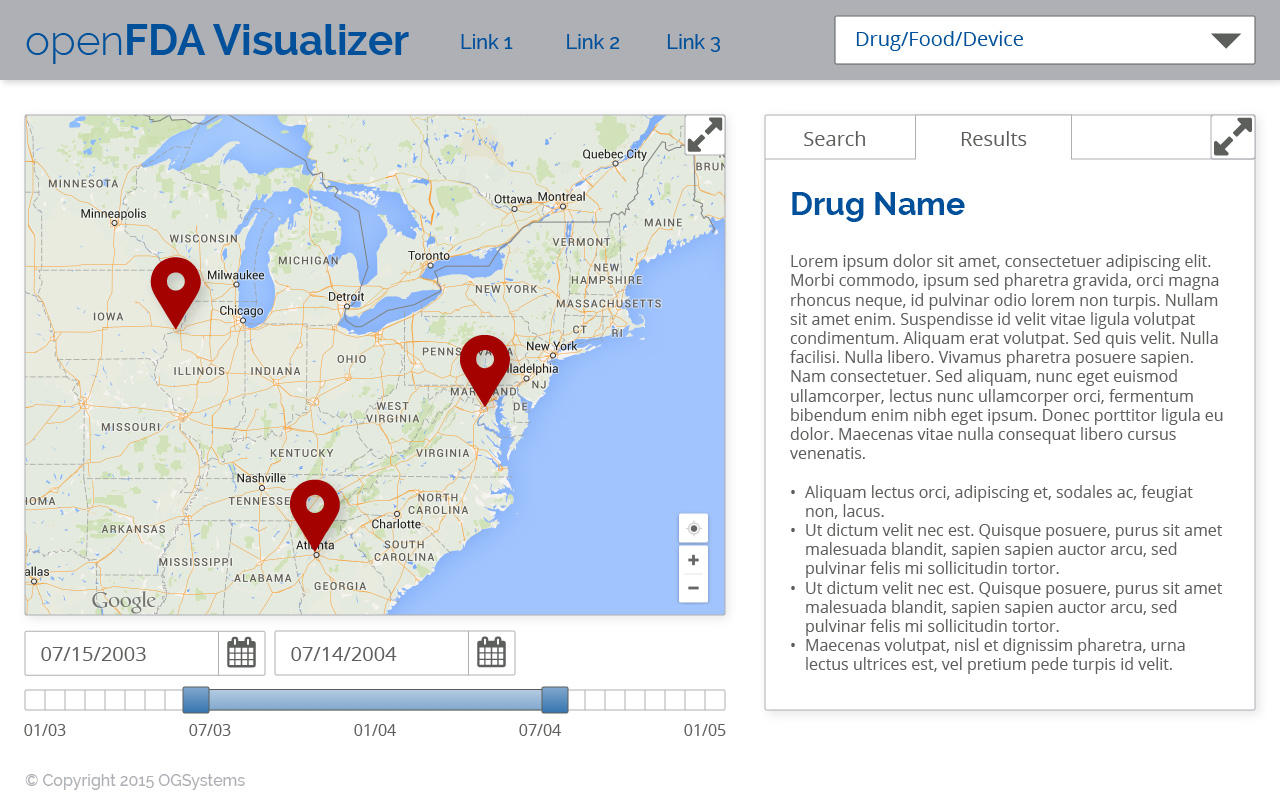 openFDA Visualizer
Link 1
Link 2
Link 3
Drug/Food/Device
Quebec City
BRUN
MINNESOTA
Ottawa
Montreal
Minneapolis
MAINE
WISCONSIN
VERMONT
MICHIGAN
Toronto
NEW
HAMPSHIRE
Milwaukee
NEW YORK
Detroit
MASSACHUSETTS
Chicago
IOWA
CT
RI
New York
PENNS
VA
OHIO
ladelphia
ILLINOIS
INDIANA
NJ
MARYLAND
DE
WEST
VIRGINIA
MISSOURI
KENTUCKY
VIRGINIA
Nashville
TENNESSE
NORTH
CAROLINA
HOMA
ARKANSAS
Charlotte
Atlanta
SOUTH
CAROLINA
MISSISSIPPI
allas
ALABAMA
GEORGIA
Google
+
−
07/15/2003
07/14/2004
01/03
07/03
01/04
07/04
01/05
Search
Results
Drug Name
Lorem ipsum dolor sit amet, consectetuer adipiscing elit.
Morbi commodo, ipsum sed pharetra gravida, orci magna
rhoncus neque, id pulvinar odio lorem non turpis. Nullam
sit amet enim. Suspendisse id velit vitae ligula volutpat
condimentum. Aliquam erat volutpat. Sed quis velit. Nulla
facilisi. Nulla libero. Vivamus pharetra posuere sapien.
Nam consectetuer. Sed aliquam, nunc eget euismod
ullamcorper, lectus nunc ullamcorper orci, fermentum
bibendum enim nibh eget ipsum. Donec porttitor ligula eu
dolor. Maecenas vitae nulla consequat libero cursus
venenatis.
• Aliquam lectus orci, adipiscing et, sodales ac, feugiat
non, lacus.
• Ut dictum velit nec est. Quisque posuere, purus sit amet
malesuada blandit, sapien sapien auctor arcu, sed
pulvinar felis mi sollicitudin tortor.
• Ut dictum velit nec est. Quisque posuere, purus sit amet
malesuada blandit, sapien sapien auctor arcu, sed
pulvinar felis mi sollicitudin tortor.
• Maecenas volutpat, nisl et dignissim pharetra, urna
lectus ultrices est, vel pretium pede turpis id velit.
© Copyright 2015 OGSystems